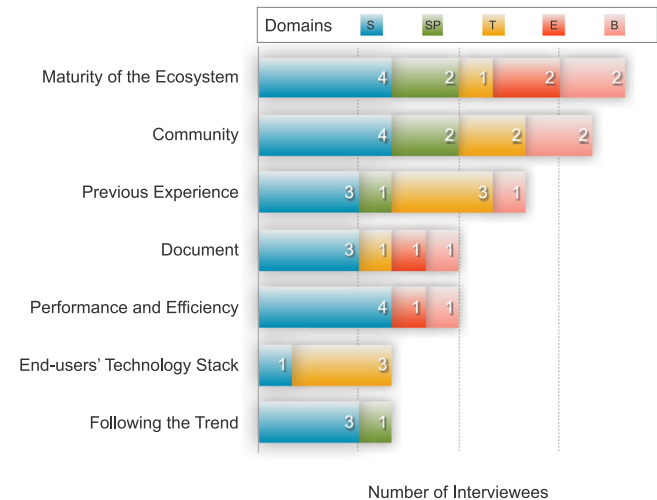 Domains S SP T E B
Maturity of the Ecosystem 4 2 1 2 2
Community 4 2 2 2
Previous Experience 3 1 3 1
Document 3 1 1 1
Performance and Efficiency 4 1 1
End-users’ Technology Stack 1 3
Following the Trend 3 1
Number of Interviewees